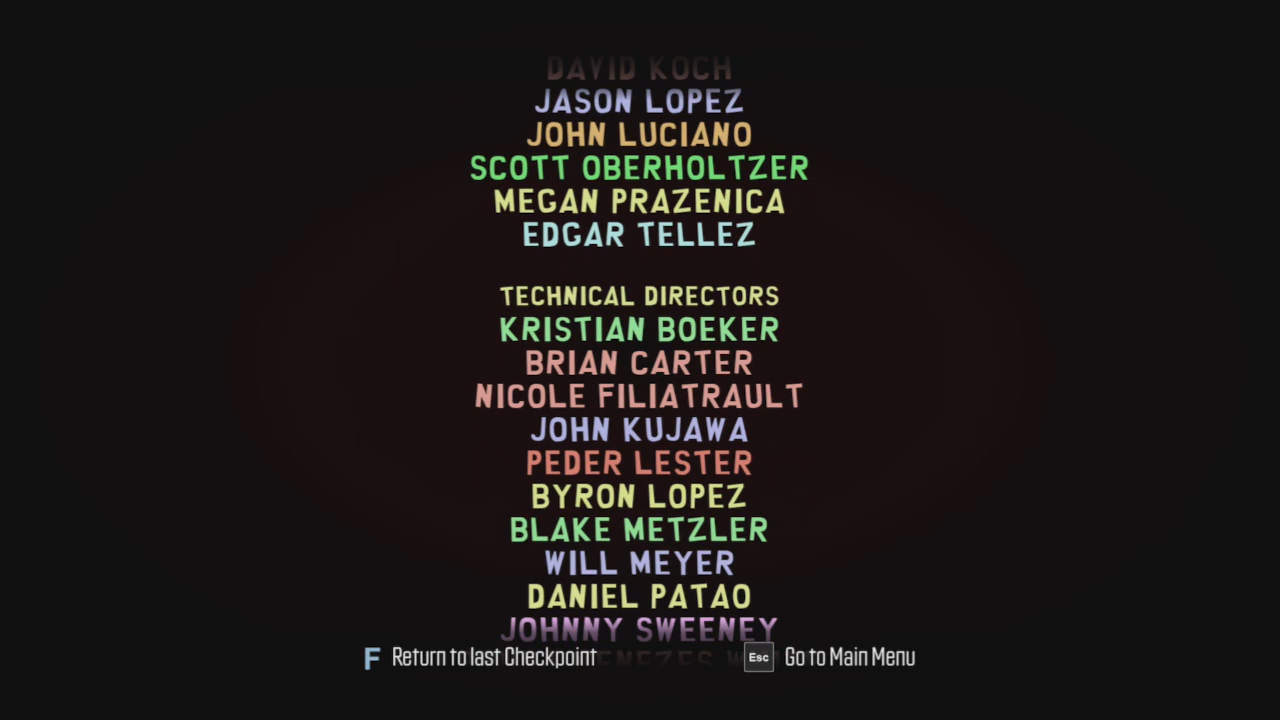 DAVID KOCH
JASON LOPEZ
JOHN LUCIANO
SCOTT OBERHOLTZER
MEGAN PRAZENICA
EDGAR TELLEZ
TECHNICAL DIRECTORS
KRISTIAN BOEKER
BRIAN CARTER
NICOLE FILIATRAULT
JOHN KUJAWA
PEDER LESTER
BYRON LOPEZ
BLAKE METZLER
WILL MEYER
DANIEL PATAO
JOHNNY SWEENEY
F Return to last Checkpoint Esc Go to Main Menu